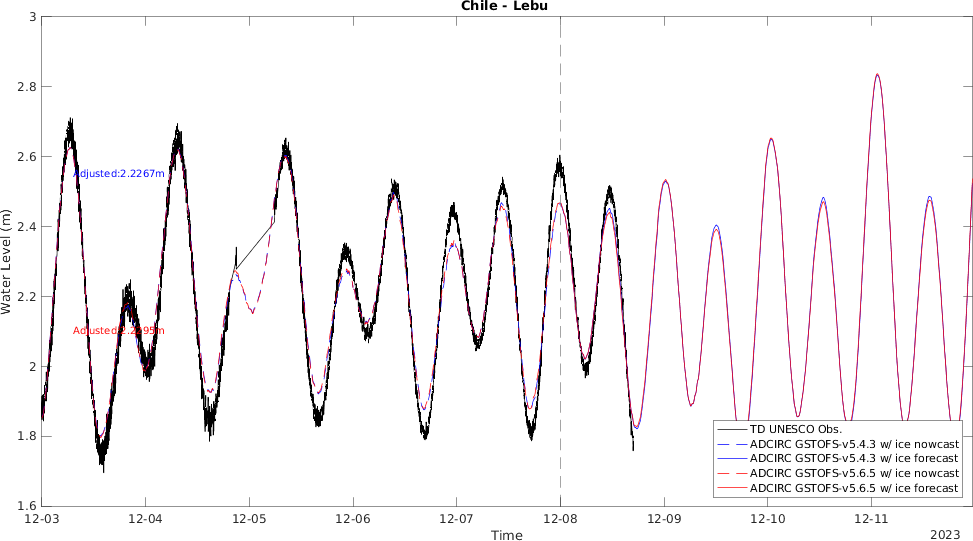 Chile - Lebu
Water Level (m)
3
2.8
2.6
2.4
2.2
2
1.8
1.6
Adjusted:2.2267m
Adjusted:2.2095m
TD UNESCO Obs.
ADCIRC GSTOFS-v5.4.3 w/ ice nowcast
ADCIRC GSTOFS-v5.4.3 w/ ice forecast
ADCIRC GSTOFS-v5.6.5 w/ ice nowcast
ADCIRC GSTOFS-v5.6.5 w/ ice forecast
12-03 12-04 12-05 12-06 12-07 12-08 12-09 12-10 12-11
Time
2023